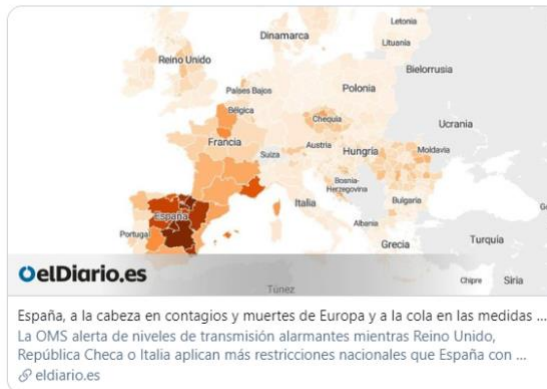 Letonia
Dinamarca
Lituania
Reino Unido
Bielorrusia
Países Bajos
Polonia
Bélgica
Ucrania
Chequia
Francia
Austria
Moldavia
Suiza
Hungría
Bosnia-
Herzegovina
Italia
Bulgaria
España
Albania
Portugal
Grecia
Turquía
elDiario.es
Chipre
Siria
Túnez
España, a la cabeza en contagios y muertes de Europa y a la cola en las medidas ...
La OMS alerta de niveles de transmisión alarmantes mientras Reino Unido,
República Checa o Italia aplican más restricciones nacionales que España con ...
eldiario.es